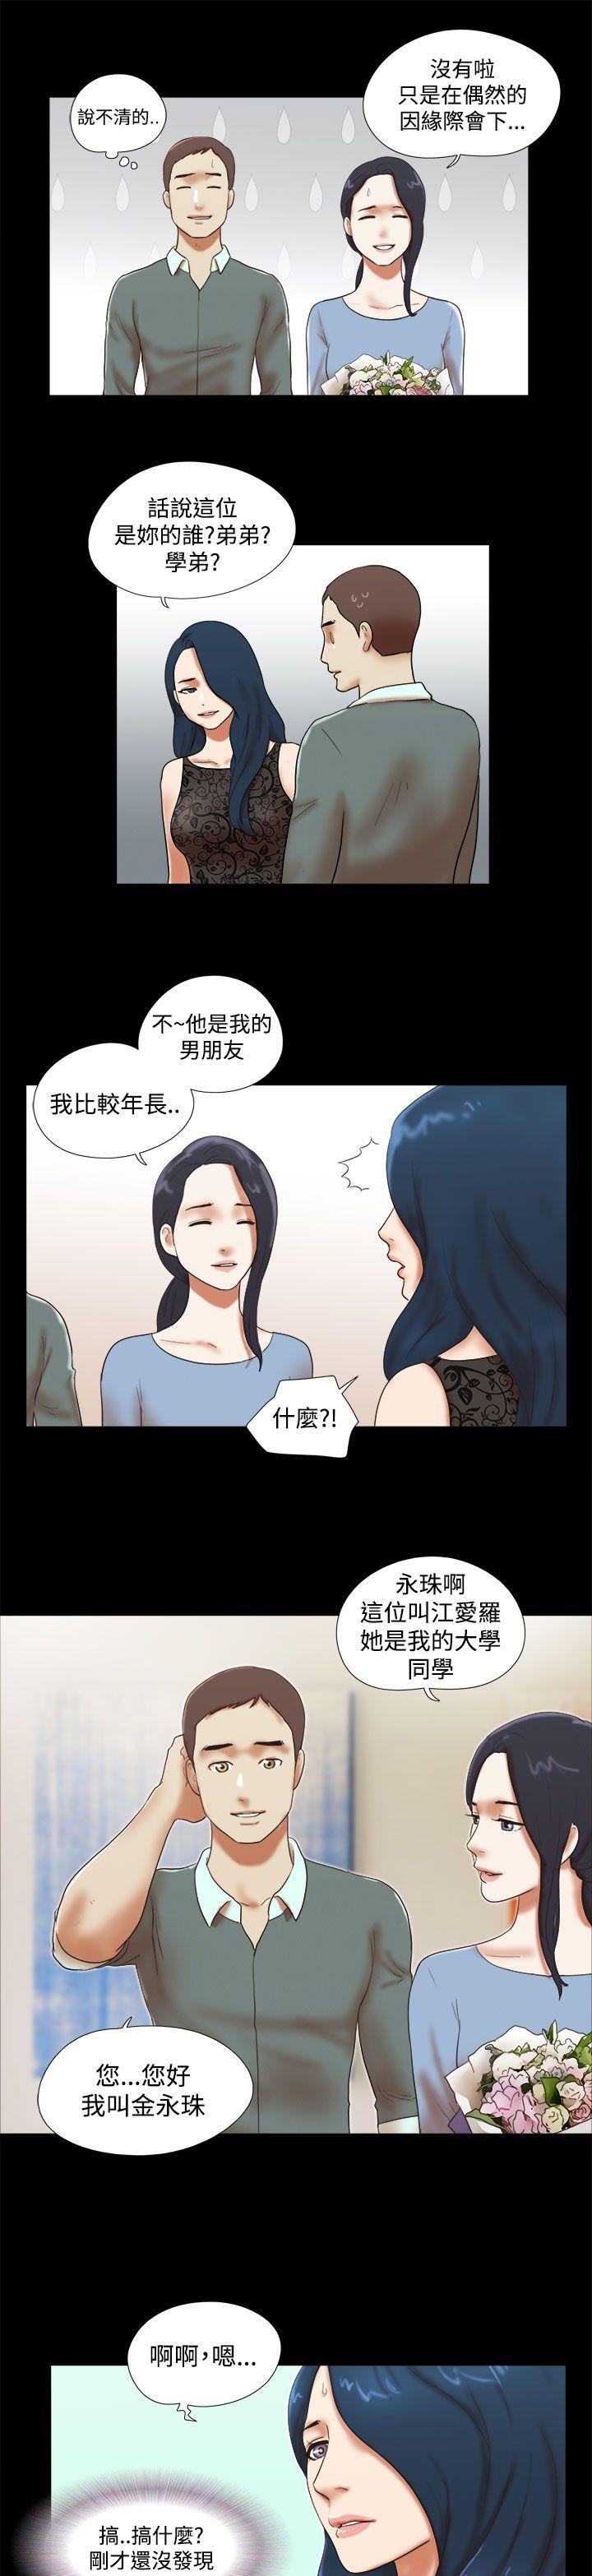 沒有啦
只是在偶然的
因緣際會下...
說不清的..
話說這位
是妳的誰?弟弟?
學弟?
不~他是我的
男朋友
我比較年長..
什麼?!
永珠啊
這位叫江愛羅
她是我的大學
同學
您...您好
我叫金永珠
啊啊，嗯...
搞..搞什麼?
剛才還沒發現